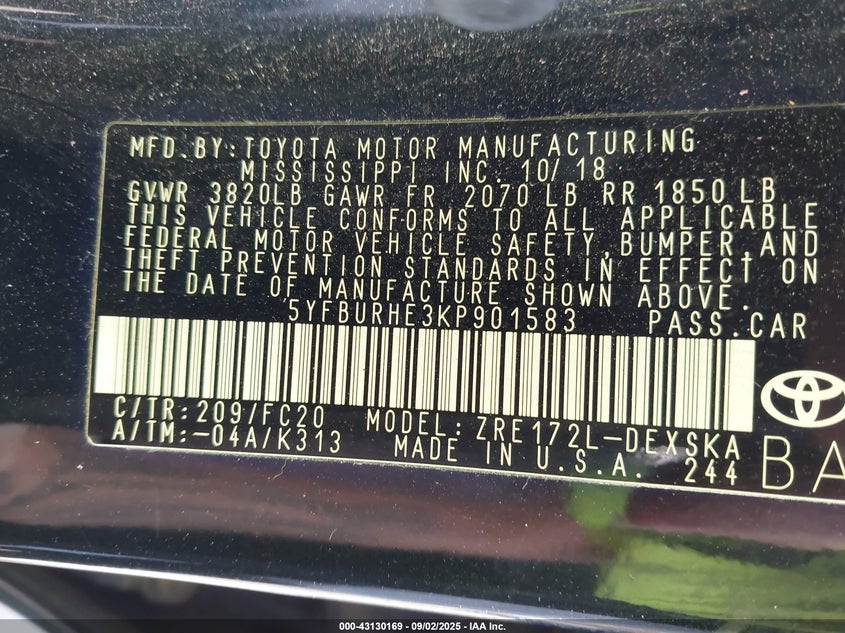 MFD.BY:TOYOTA MOTOR MANUFACTURING
MISSISSIPPI INC. 10/18
GVWR 3820LB GAWR FR 2070 LB RR 1850LB
THIS VEHICLE CONFORMS TO ALL APPLICABLE
FEDERAL MOTOR VEHICLE SAFETY,BUMPER,AND
THEFT PREVENTION STANDARDS IN EFFECT ON
THE DATE OF MANUFACTURE SHOWN ABOVE.
5YFBURHE3KP901583 PASS.CAR
C/TR:209/FC20 MODEL:ZRE172L-DEXSKA
A/TM:-04A/K313 MADE IN U.S.A. 244
BA
000-43130169 - 09/02/2025 - IAA Inc.